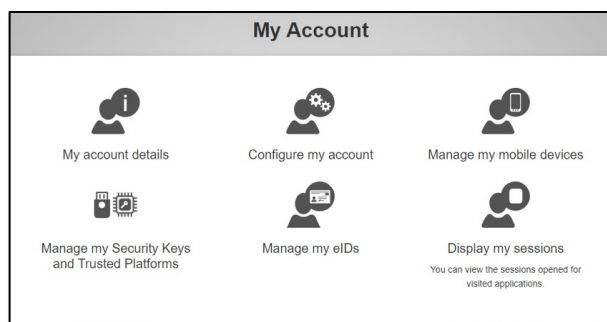 My Account
My account details
Configure my account
Manage my mobile devices
Manage my Security Keys
and Trusted Platforms
Manage my eIDs
Display my sessions
You can view the sessions opened for
visited applications.